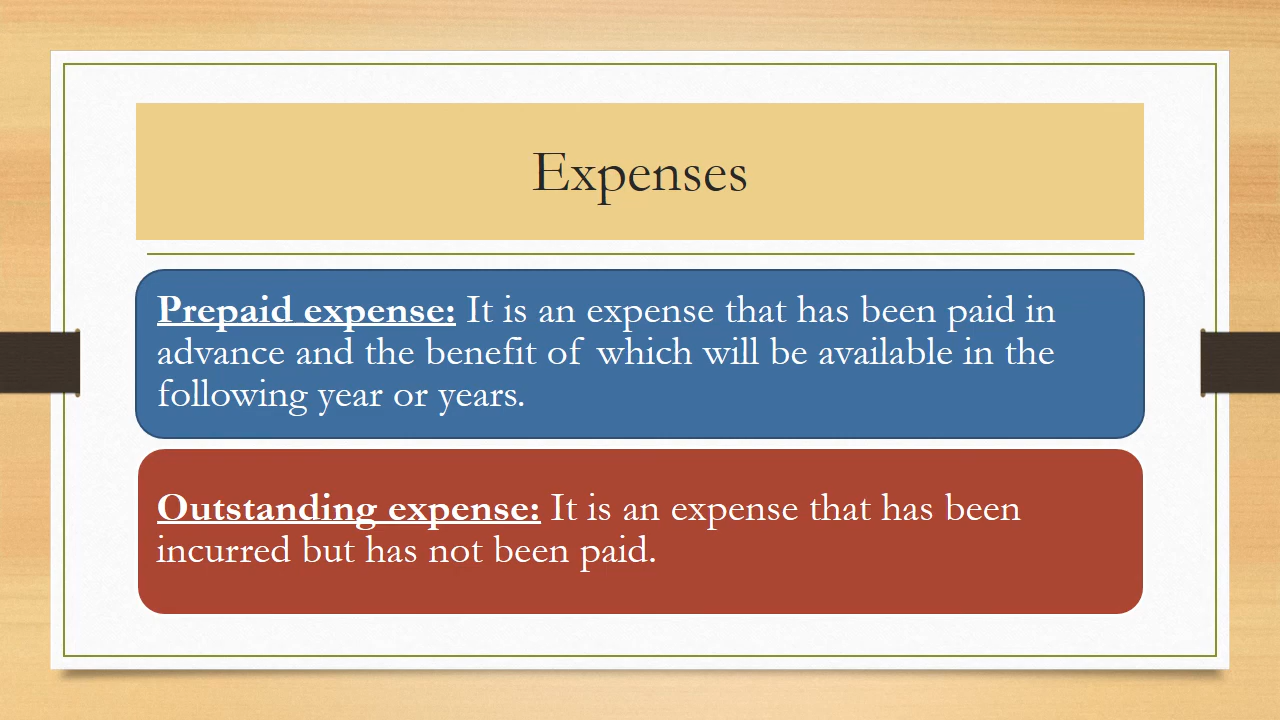 Expenses
Prepaid expense: It is an expense that has been paid in
advance and the benefit of which will be available in the
following year or years.
Outstanding expense: It is an expense that has been
incurred but has not been paid.